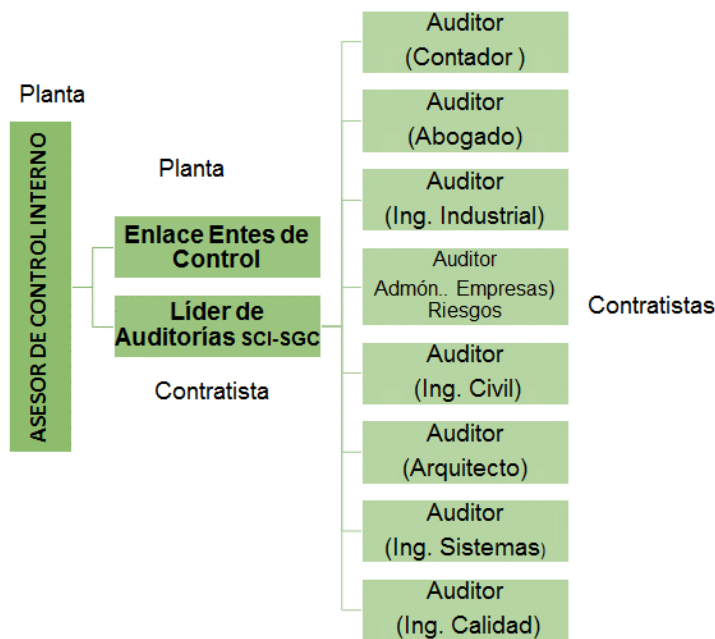 Planta
ASESOR DE CONTROL INTERNO
Planta
Enlace Entes de
Control
Líder de
Auditorías SCI-SGC
Contratista
Auditor
(Contador )
Auditor
(Abogado)
Auditor
(Ing. Industrial)
Auditor
Admón.. Empresas)
Riesgos
Auditor
(Ing. Civil)
Auditor
(Arquitecto)
Auditor
(Ing. Sistemas)
Auditor
(Ing. Calidad)
Contratistas